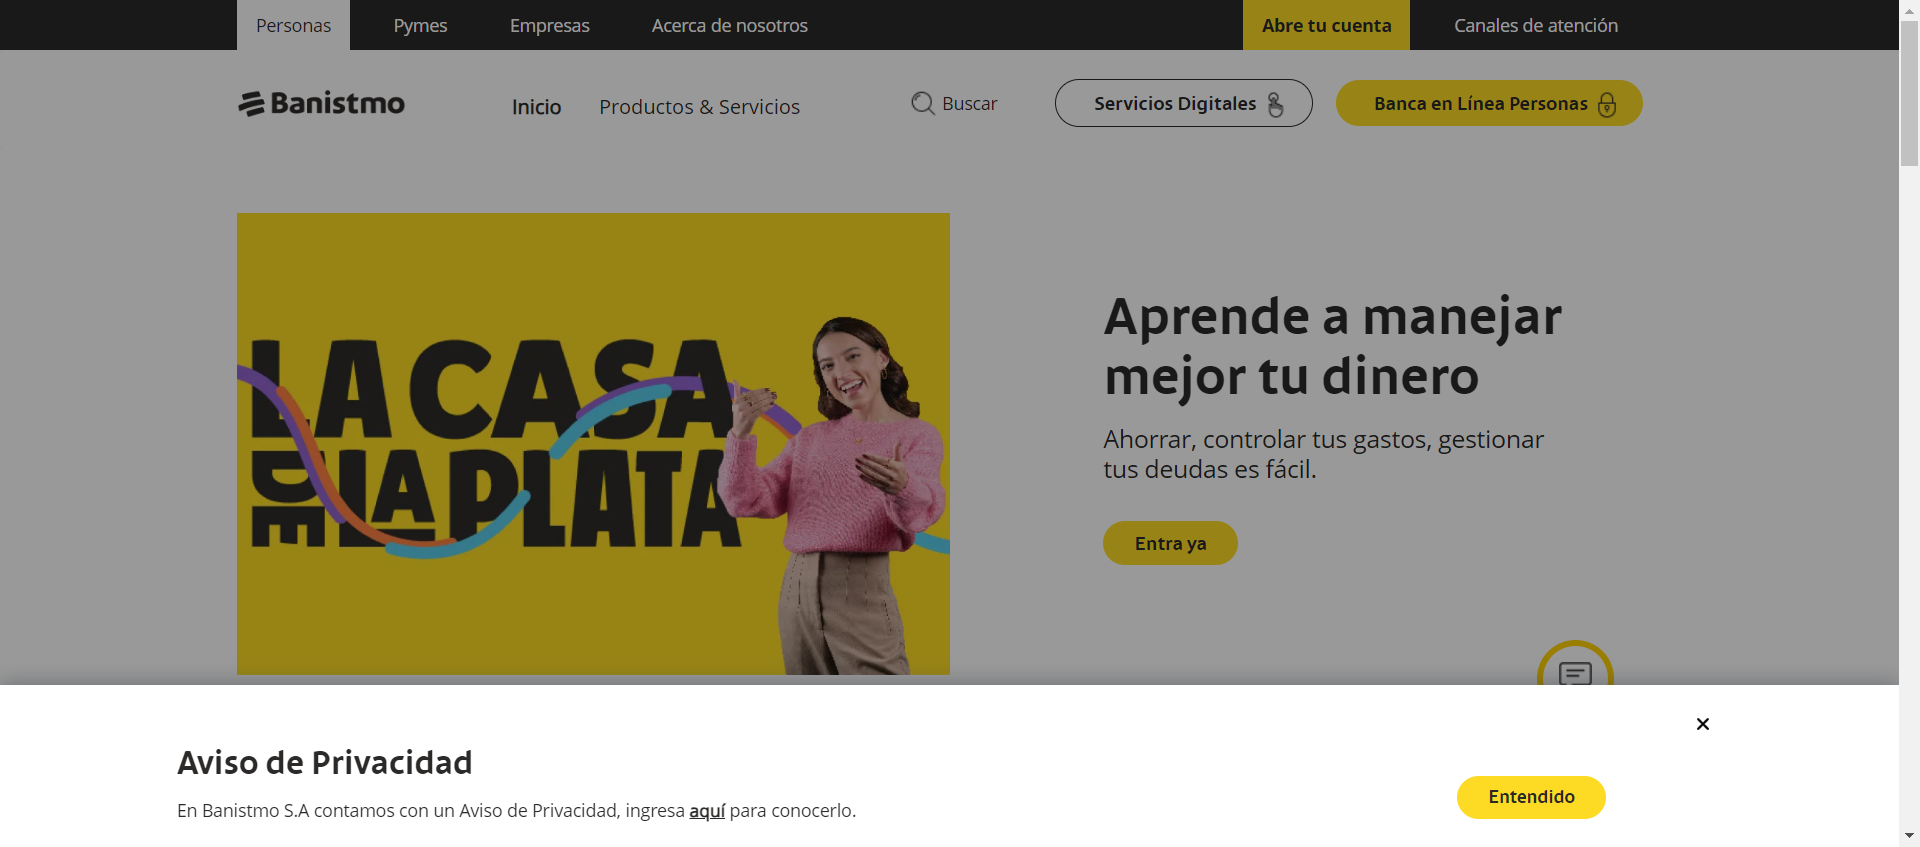 Personas
Pymes
Empresas
Acerca de nosotros
Abre tu cuenta
Canales de atención
Banistmo
Inicio
Productos & Servicios
Buscar
Servicios Digitales
Banca en Línea Personas
LA CASA
DE LA PLATA
Aprende a manejar
mejor tu dinero
Ahorrar, controlar tus gastos, gestionar
tus deudas es fácil.
Entra ya
Aviso de Privacidad
En Banistmo S.A contamos con un Aviso de Privacidad, ingresa aquí para conocerlo.
Entendido